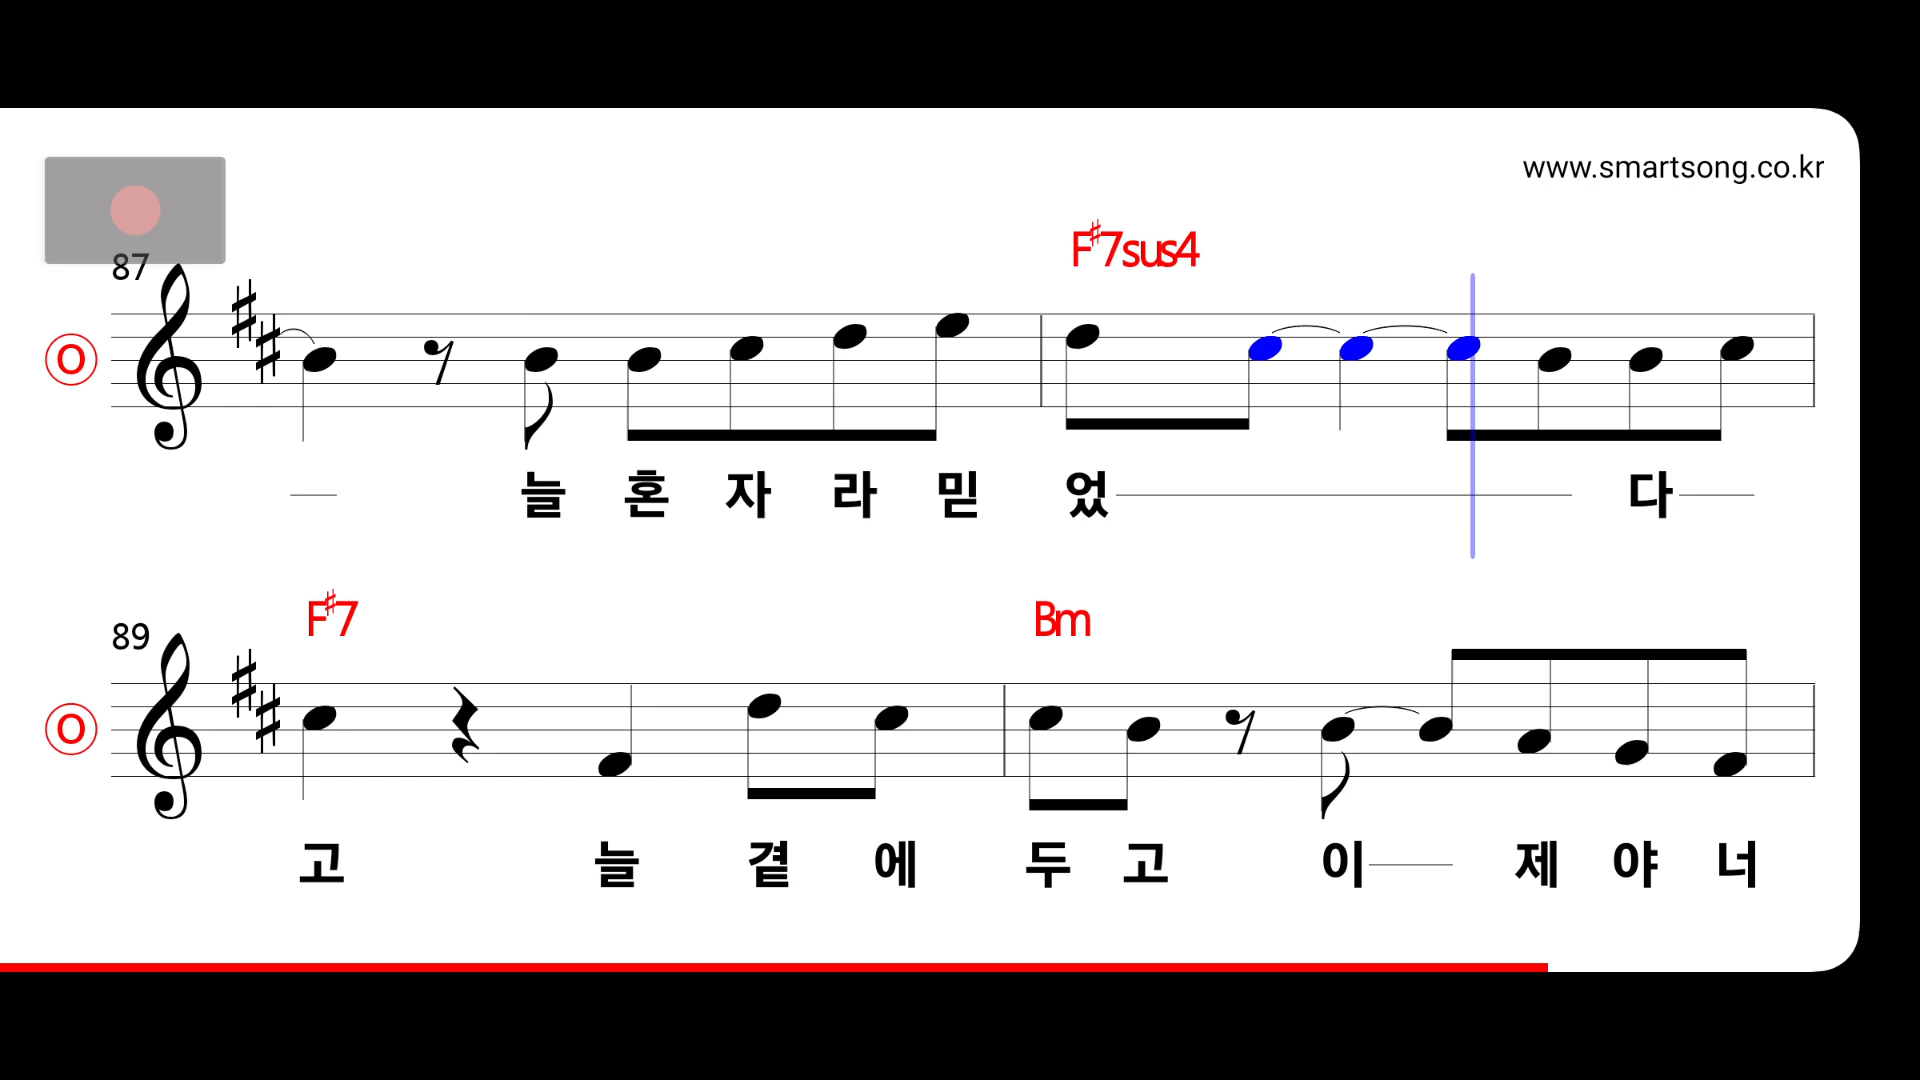 www.smartsong.co.kr
F♯7sus4
87
O
늘 혼 자 라 믿 었 다
F♯7 Bm
89
O
고 늘 곁 에 두 고 이 제 야 너